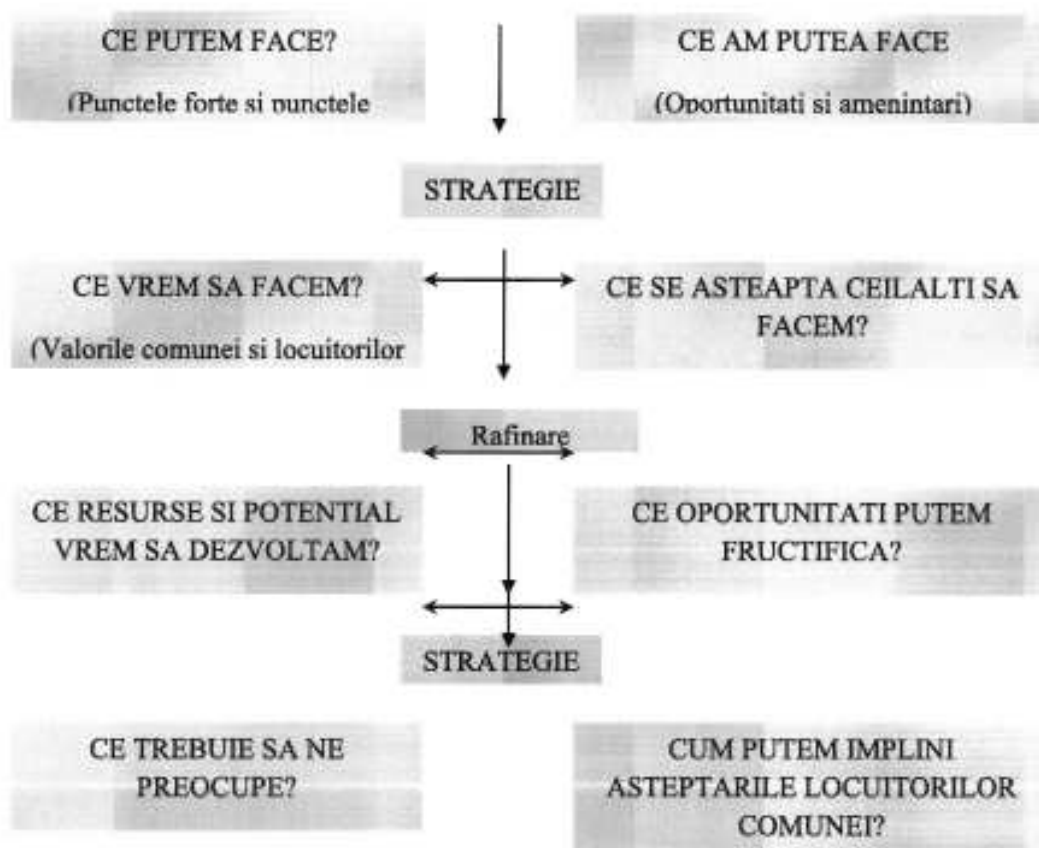 CE PUTEM FACE?
(Punctele forte si punctele
CE AM PUTEA FACE
(Oportunitati si amenintari)
STRATEGIE
CE VREM SA FACEM?
(Valorile comunei si locuitorilor
CE SE ASTEAPTA CEILALTI SA
FACEM?
Rafinare
CE RESURSE SI POTENTIAL
VREM SA DEZVOLTAM?
CE OPORTUNITATI PUTEM
FRUCTIFICA?
STRATEGIE
CE TREBUIE SA NE
PREOCUPE?
CUM PUTEM IMPLINI
ASTEPTARILE LOCUITORILOR
COMUNEI?